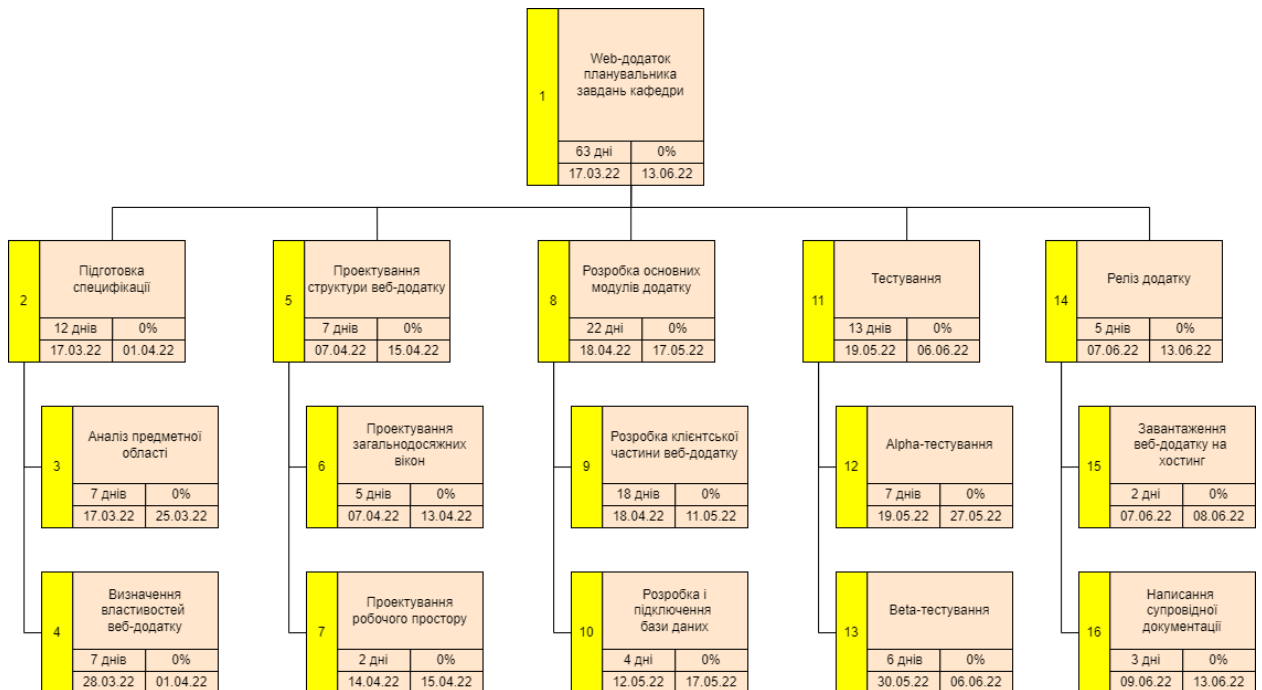 Web-додаток
планувальника
завдань кафедри
1
63 дні 0%
17.03.22 13.06.22
Підготовка
специфікації
2
12 днів 0%
17.03.22 01.04.22
Проектування
структури веб-додатку
5
7 днів 0%
07.04.22 15.04.22
Розробка основних
модулів додатку
8
22 дні 0%
18.04.22 17.05.22
Тестування
11
13 днів 0%
19.05.22 06.06.22
Реліз додатку
14
5 днів 0%
07.06.22 13.06.22
Аналіз предметної
області
3
7 днів 0%
17.03.22 25.03.22
Проектування
загальнодосяжних
вікон
6
5 днів 0%
07.04.22 13.04.22
Розробка клієнтської
частини веб-додатку
9
18 днів 0%
18.04.22 11.05.22
Alpha-тестування
12
7 днів 0%
19.05.22 27.05.22
Завантаження
веб-додатку на
хостинг
15
2 дні 0%
07.06.22 08.06.22
Визначення
властивостей
веб-додатку
4
7 днів 0%
28.03.22 01.04.22
Проектування
робочого простору
7
2 дні 0%
14.04.22 15.04.22
Розробка і
підключення
бази даних
10
4 дні 0%
12.05.22 17.05.22
Beta-тестування
13
6 днів 0%
30.05.22 06.06.22
Написання
супровідної
документації
16
3 дні 0%
09.06.22 13.06.22